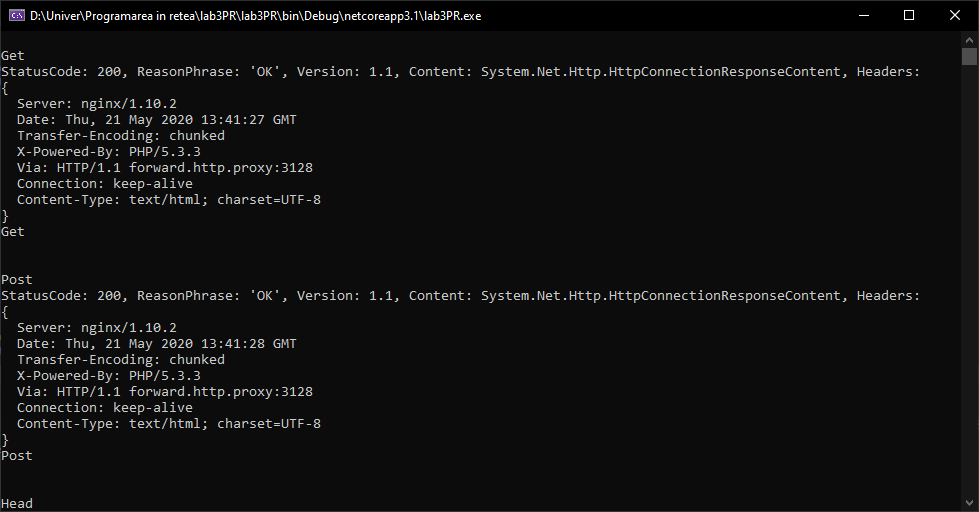 D:\Univer\Programarea in retea\lab3PR\lab3PR\bin\Debug\netcoreapp3.1\lab3PR.exe
Get
StatusCode: 200, ReasonPhrase: 'OK', Version: 1.1, Content: System.Net.Http.HttpConnectionResponseContent, Headers:
{
  Server: nginx/1.10.2
  Date: Thu, 21 May 2020 13:41:27 GMT
  Transfer-Encoding: chunked
  X-Powered-By: PHP/5.3.3
  Via: HTTP/1.1 forward.http.proxy:3128
  Connection: keep-alive
  Content-Type: text/html; charset=UTF-8
}
Get
Post
StatusCode: 200, ReasonPhrase: 'OK', Version: 1.1, Content: System.Net.Http.HttpConnectionResponseContent, Headers:
{
  Server: nginx/1.10.2
  Date: Thu, 21 May 2020 13:41:28 GMT
  Transfer-Encoding: chunked
  X-Powered-By: PHP/5.3.3
  Via: HTTP/1.1 forward.http.proxy:3128
  Connection: keep-alive
  Content-Type: text/html; charset=UTF-8
}
Post
Head